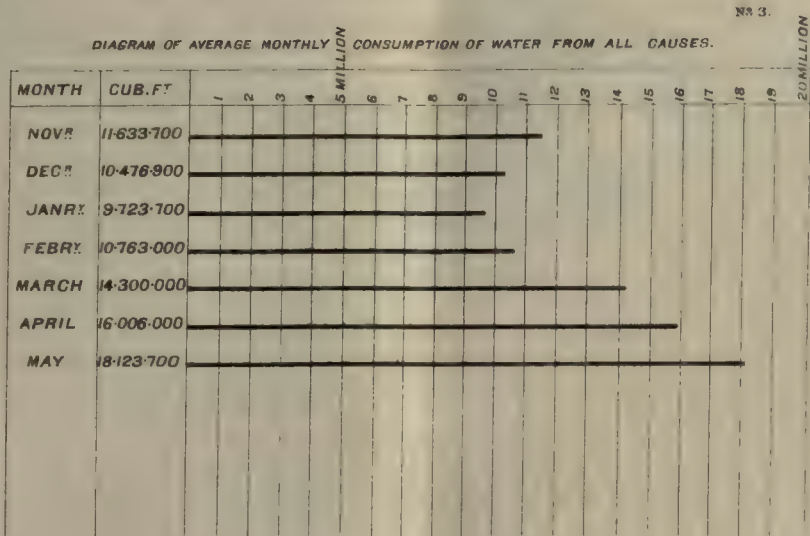 Nº 3.
DIAGRAM OF AVERAGE MONTHLY CONSUMPTION OF WATER FROM ALL CAUSES.
MONTH CUB.Fᵀ 1 2 3 4 5 MILLION 6 7 8 9 10 11 12 13 14 15 16 17 18 19 20 MILLION
NOVᴿ 11·633·700
DECᴿ 10·476·900
JANRʸ 9·723·700
FEBRʸ 10·763·000
MARCH 14·300·000
APRIL 16·006·000
MAY 18·123·700